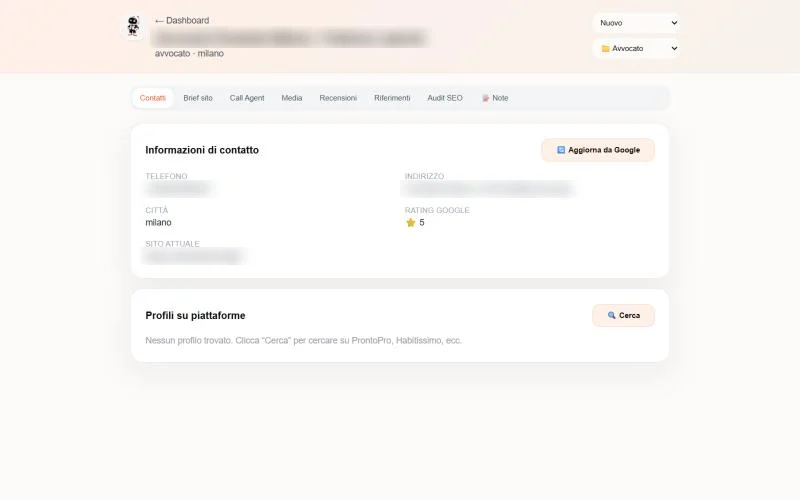 ← Dashboard
avvocato · milano
Nuovo
Avvocato
Contatti Brief sito Call Agent Media Recensioni Riferimenti Audit SEO Note
Informazioni di contatto
Aggiorna da Google
TELEFONO
INDIRIZZO
CITTÀ
milano
RATING GOOGLE
5
SITO ATTUALE
Profili su piattaforme
Cerca
Nessun profilo trovato. Clicca "Cerca" per cercare su ProntoPro, Habitissimo, ecc.